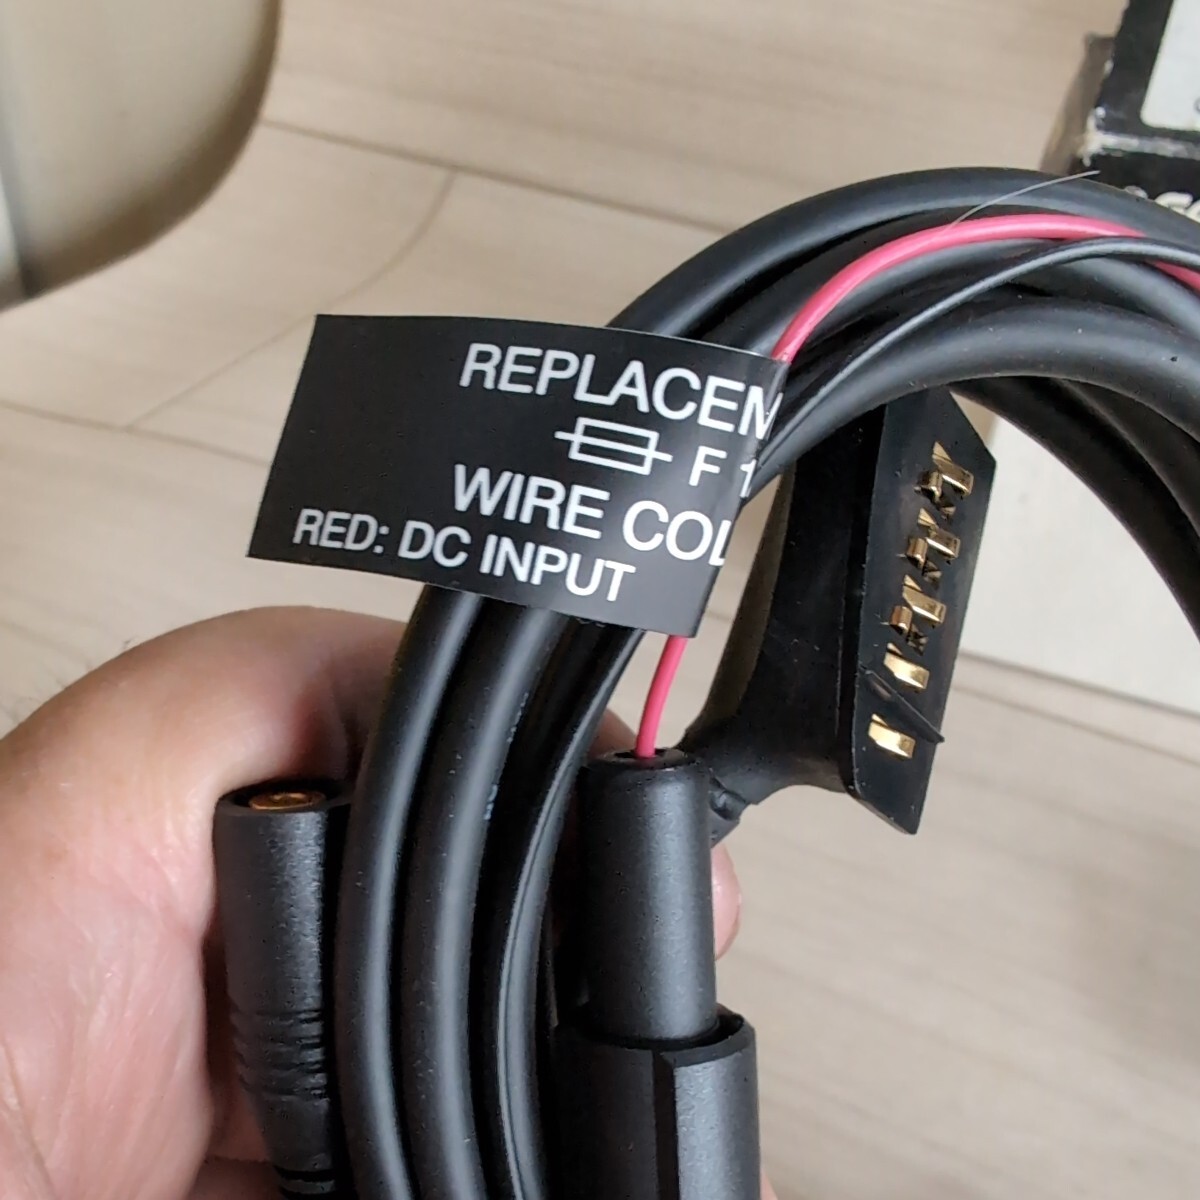 REPLACEM
F 1
WIRE COL
RED: DC INPUT